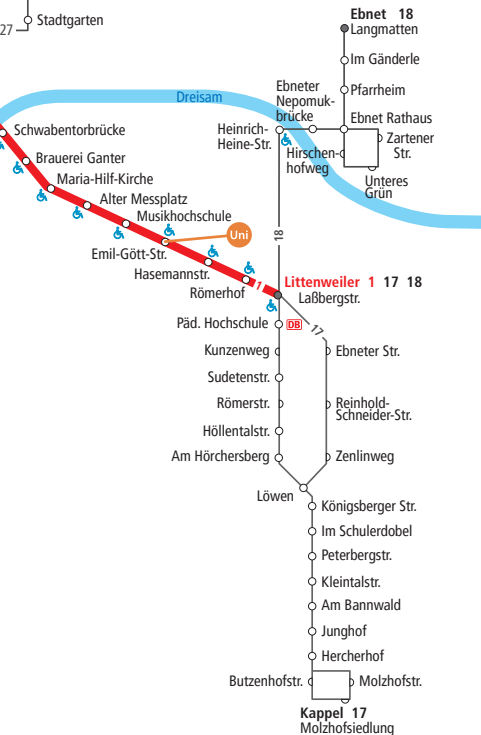 Stadtgarten
27
Ebnet 18
Langmatten
Im Gänderle
Pfarrheim
Ebneter
Nepomuk-
brücke
Ebnet Rathaus
Dreisam
Heinrich-
Heine-Str.
Hirschen-
hofweg
Zartener
Str.
Unteres
Grün
Schwabentorbrücke
Brauerei Ganter
Maria-Hilf-Kirche
Alter Messplatz
Musikhochschule
Uni
18
Emil-Gött-Str.
Hasemannstr.
Römerhof
1
Littenweiler 1 17 18
Laßbergstr.
Päd. Hochschule
DB
17
Kunzenweg
Ebneter Str.
Sudetenstr.
Römerstr.
Reinhold-
Schneider-Str.
Höllentalstr.
Am Hörchersberg
Zenlinweg
Löwen
Königsberger Str.
Im Schulerdobel
Peterbergstr.
Kleintalstr.
Am Bannwald
Junghof
Hercherhof
Butzenhofstr.
Molzhofstr.
Kappel 17
Molzhofsiedlung